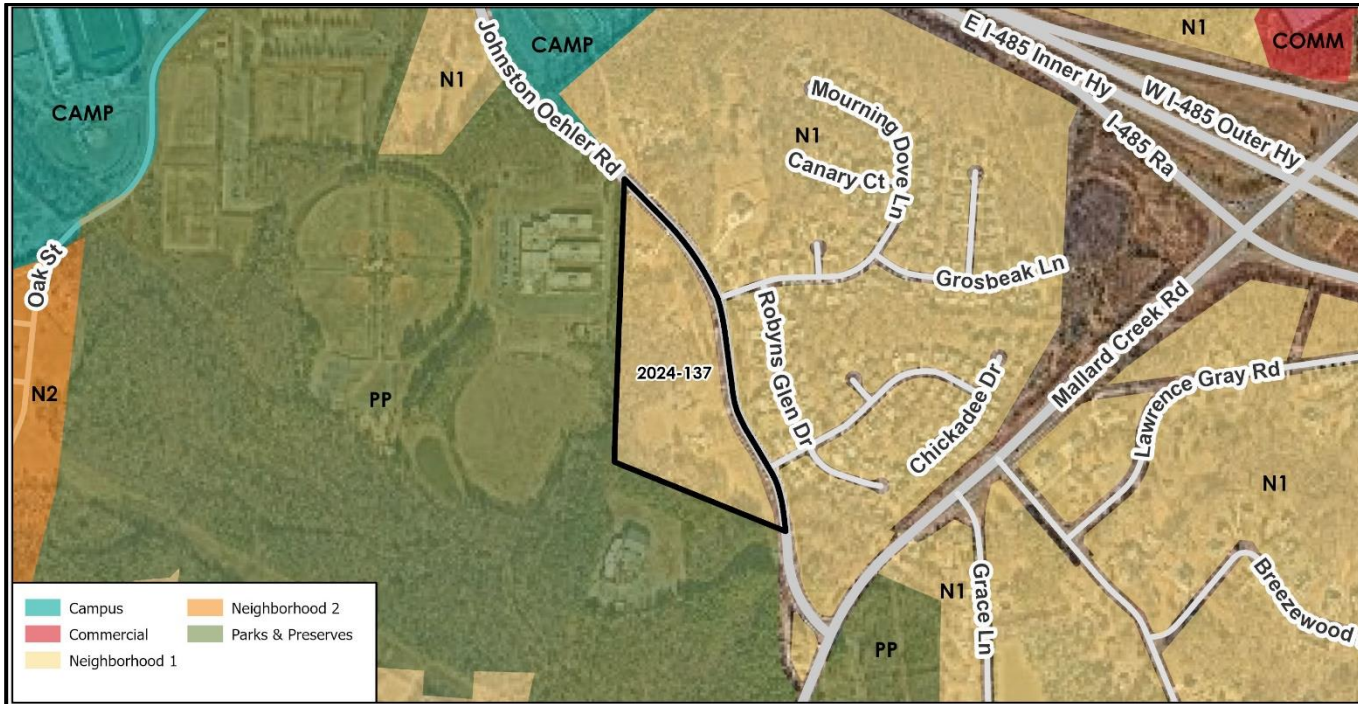 CAMP
N1
Johnston Oehler Rd
CAMP
E I-485 Inner Hy
W I-485 Outer Hy
I-485 Ra
N1
COMM
Mourning Dove Ln
N1
Canary Ct
Oak St
Grosbeak Ln
Robyns Glen Dr
Mallard Creek Rd
2024-137
N2
PP
Chickadee Dr
Lawrence Gray Rd
N1
Breezewood
Grace Ln
N1
PP
Campus
Commercial
Neighborhood 1
Neighborhood 2
Parks & Preserves